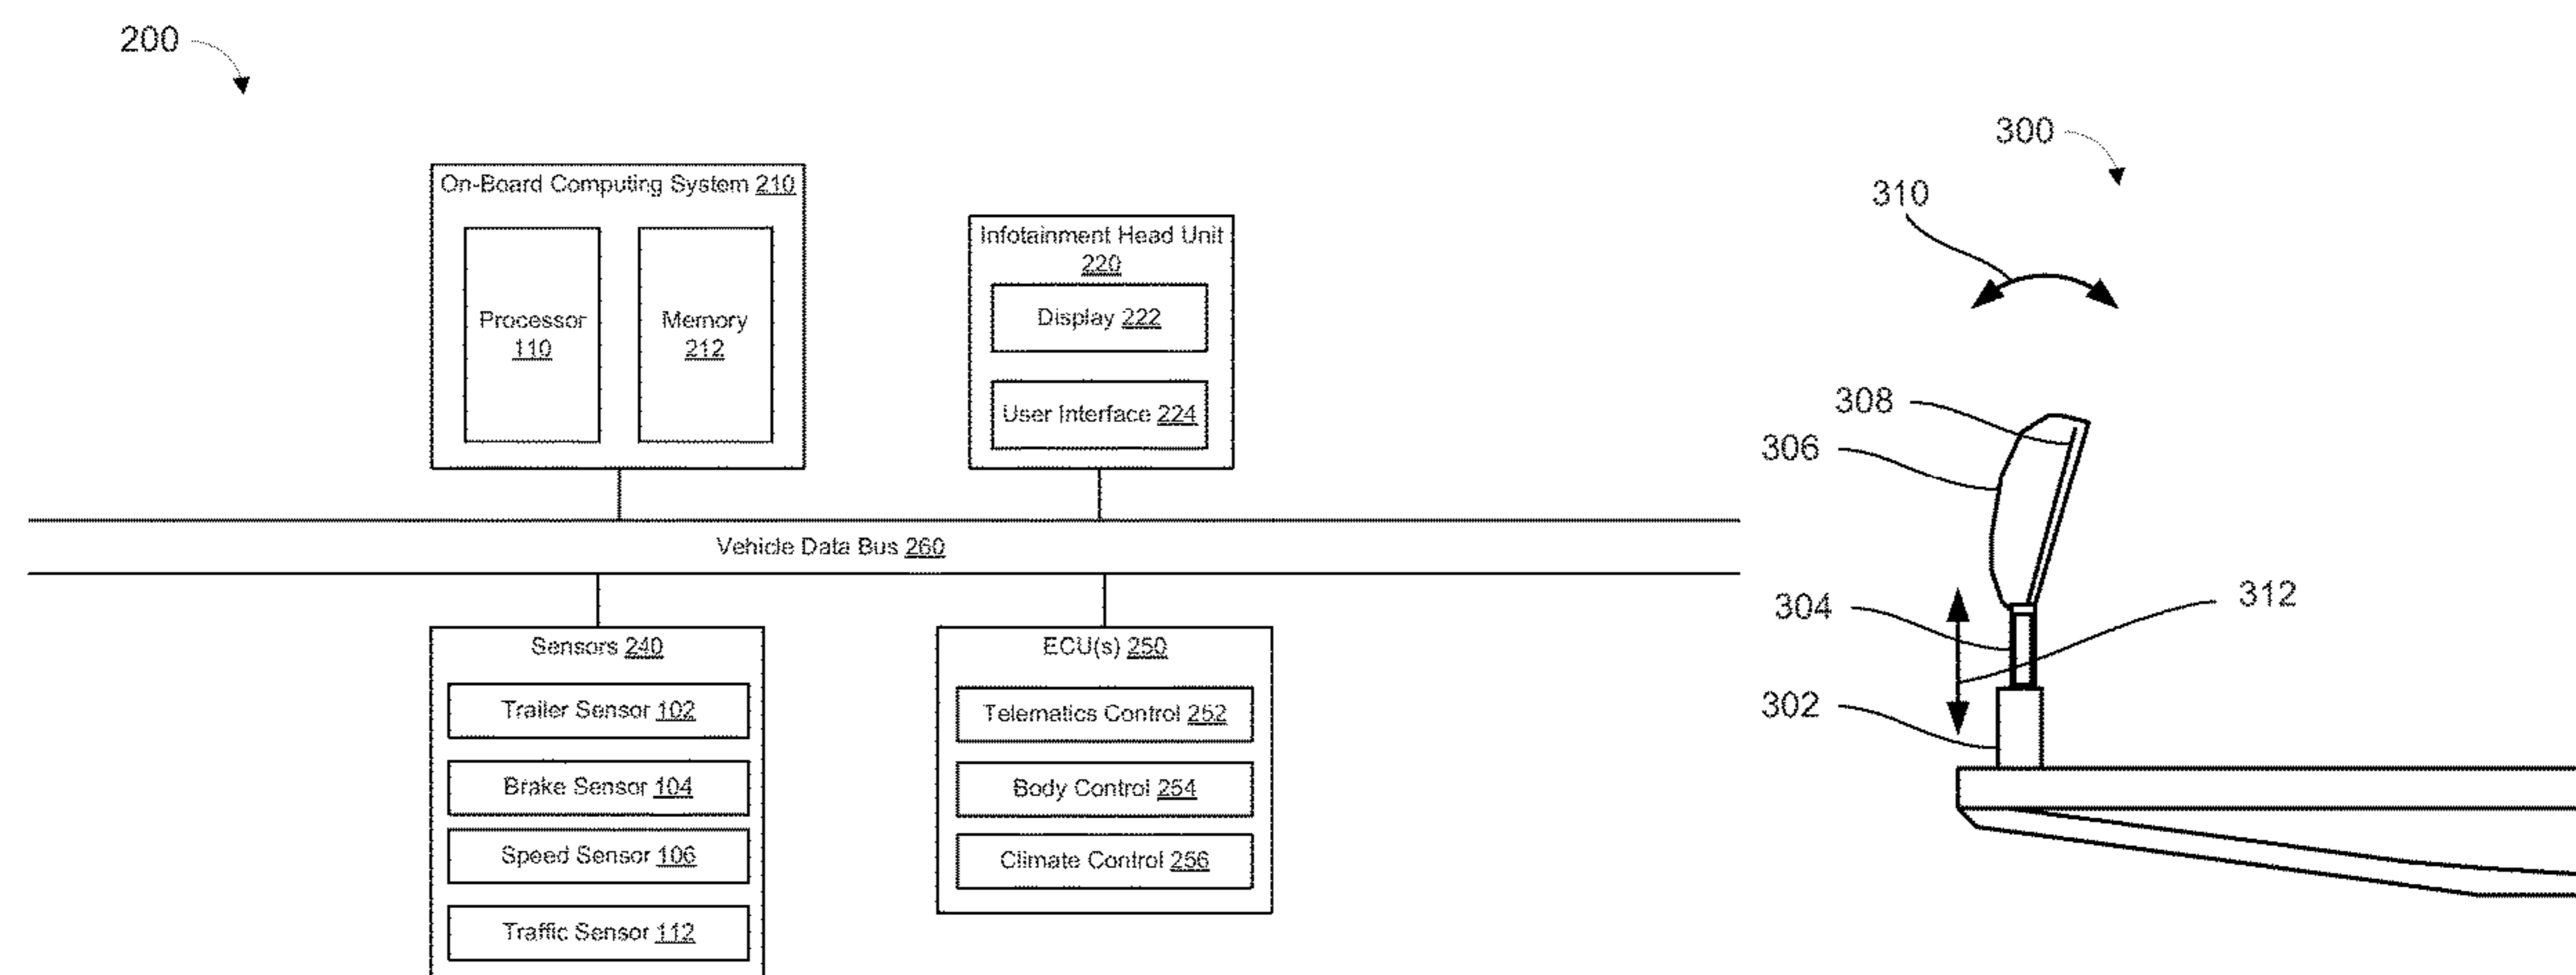 200
On-Board Computing System 210
Processor
110
Memory
212
Infotainment Head Unit
220
Display 222
User Interface 224
Vehicle Data Bus 260
Sensors 240
Trailer Sensor 102
Brake Sensor 104
Speed Sensor 106
Traffic Sensor 112
ECU(s) 250
Telematics Control 252
Body Control 254
Climate Control 256
300
310
308
306
304
312
302